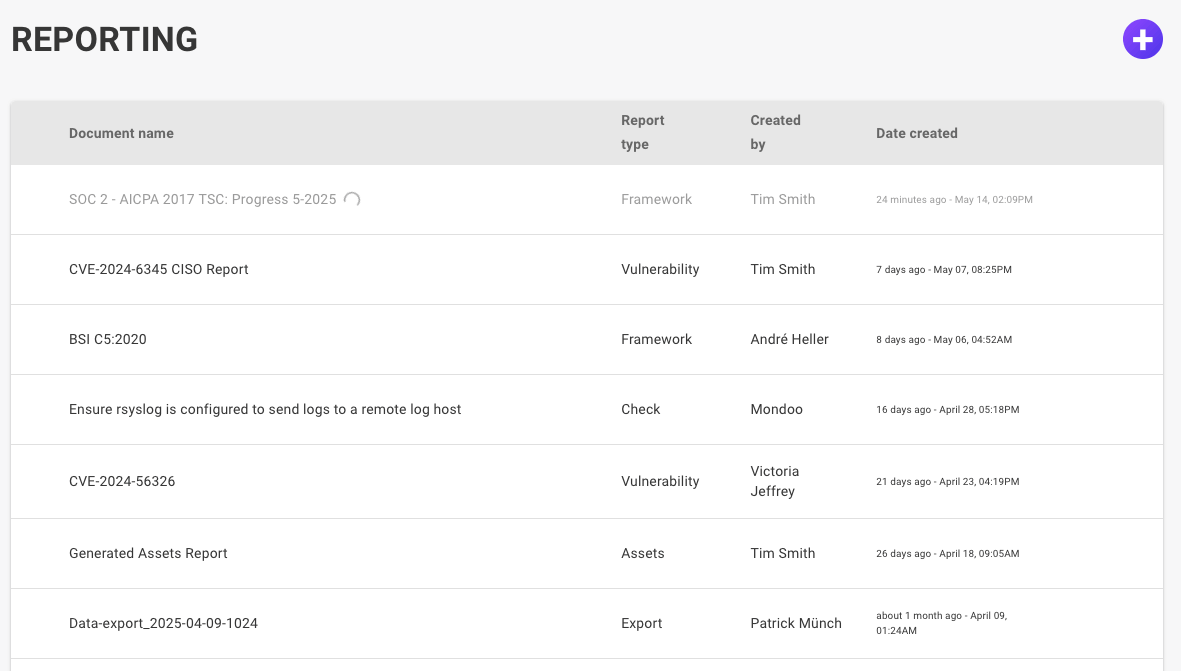 REPORTING
Document name
Report
type
Created
by
Date created
SOC 2 - AICPA 2017 TSC: Progress 5-2025
Framework
Tim Smith
24 minutes ago - May 14, 02:09PM
CVE-2024-6345 CISO Report
Vulnerability
Tim Smith
7 days ago - May 07, 08:25PM
BSI C5:2020
Framework
André Heller
8 days ago - May 06, 04:52AM
Ensure rsyslog is configured to send logs to a remote log host
Check
Mondoo
16 days ago - April 28, 05:18PM
CVE-2024-56326
Vulnerability
Victoria
Jeffrey
21 days ago - April 23, 04:19PM
Generated Assets Report
Assets
Tim Smith
26 days ago - April 18, 09:05AM
Data-export_2025-04-09-1024
Export
Patrick Münch
about 1 month ago - April 09,
01:24AM